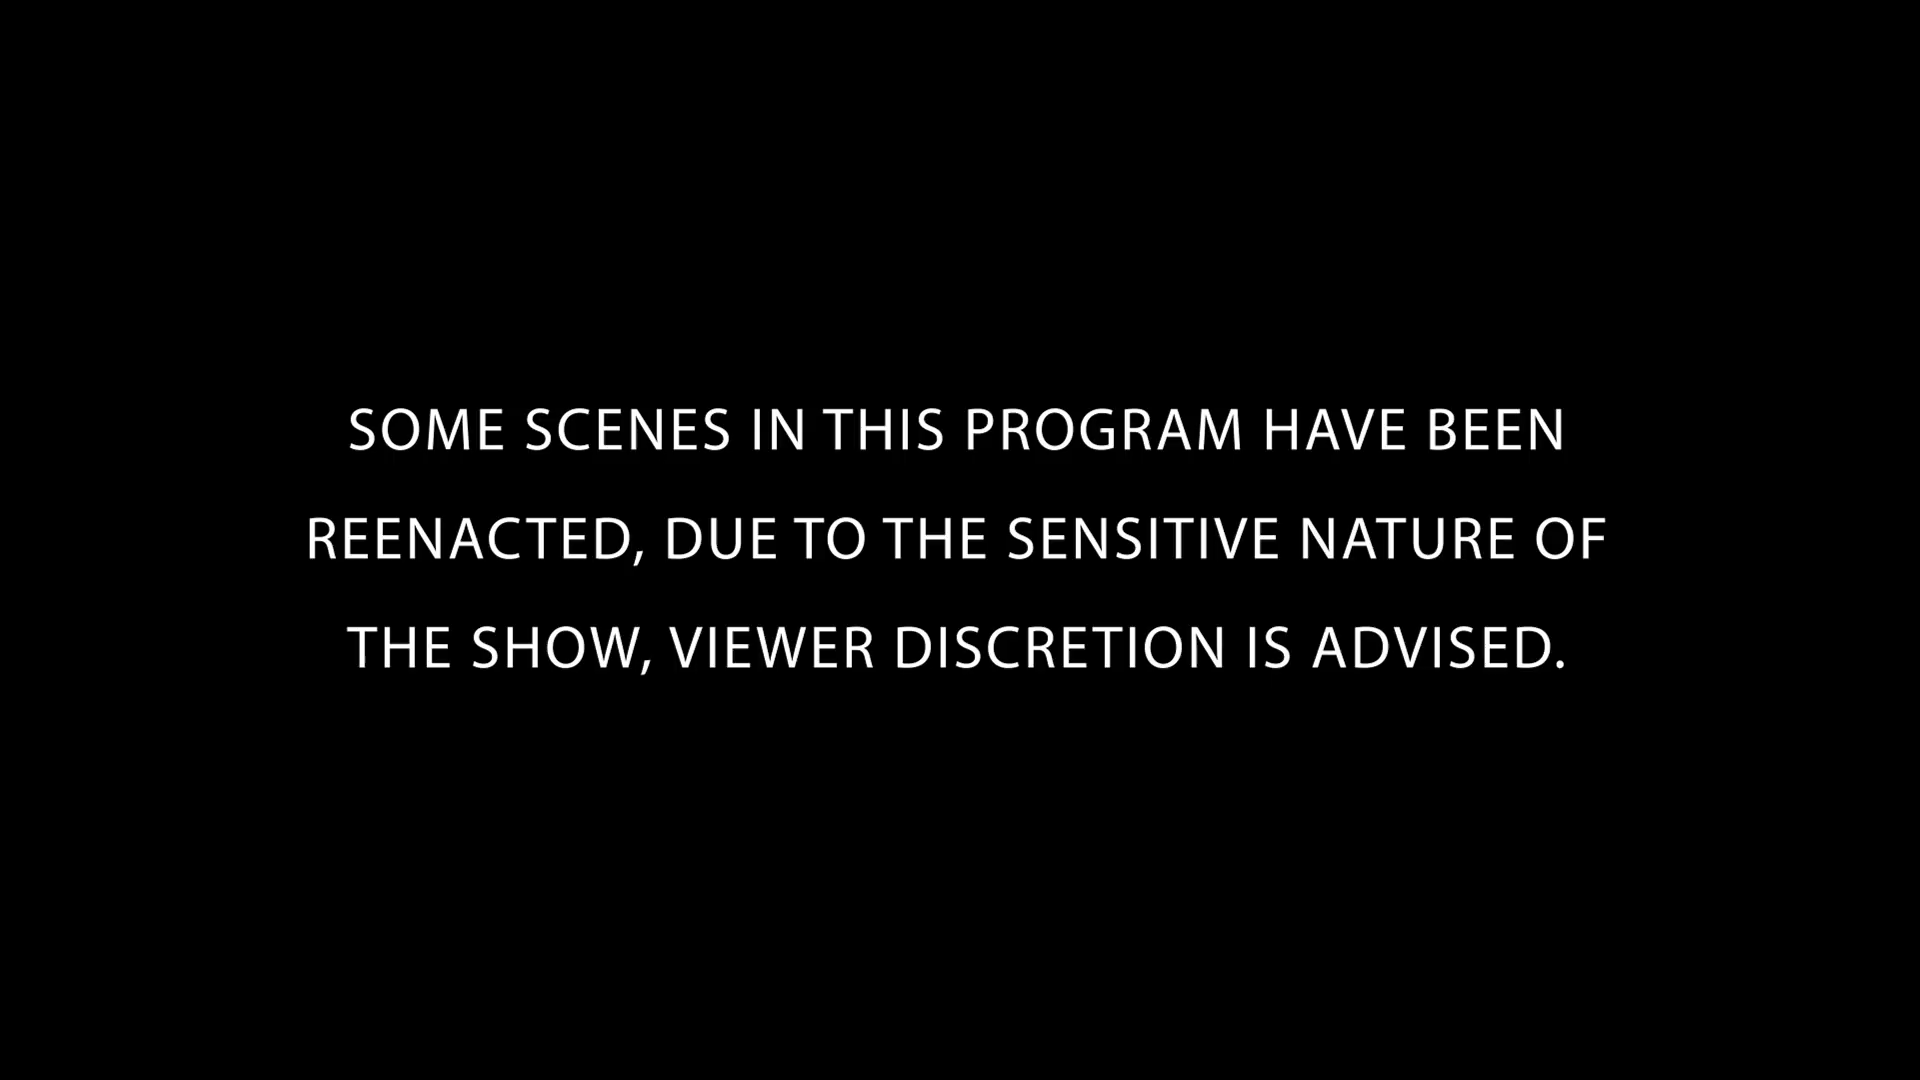 SOME SCENES IN THIS PROGRAM HAVE BEEN
REENACTED, DUE TO THE SENSITIVE NATURE OF
THE SHOW, VIEWER DISCRETION IS ADVISED.